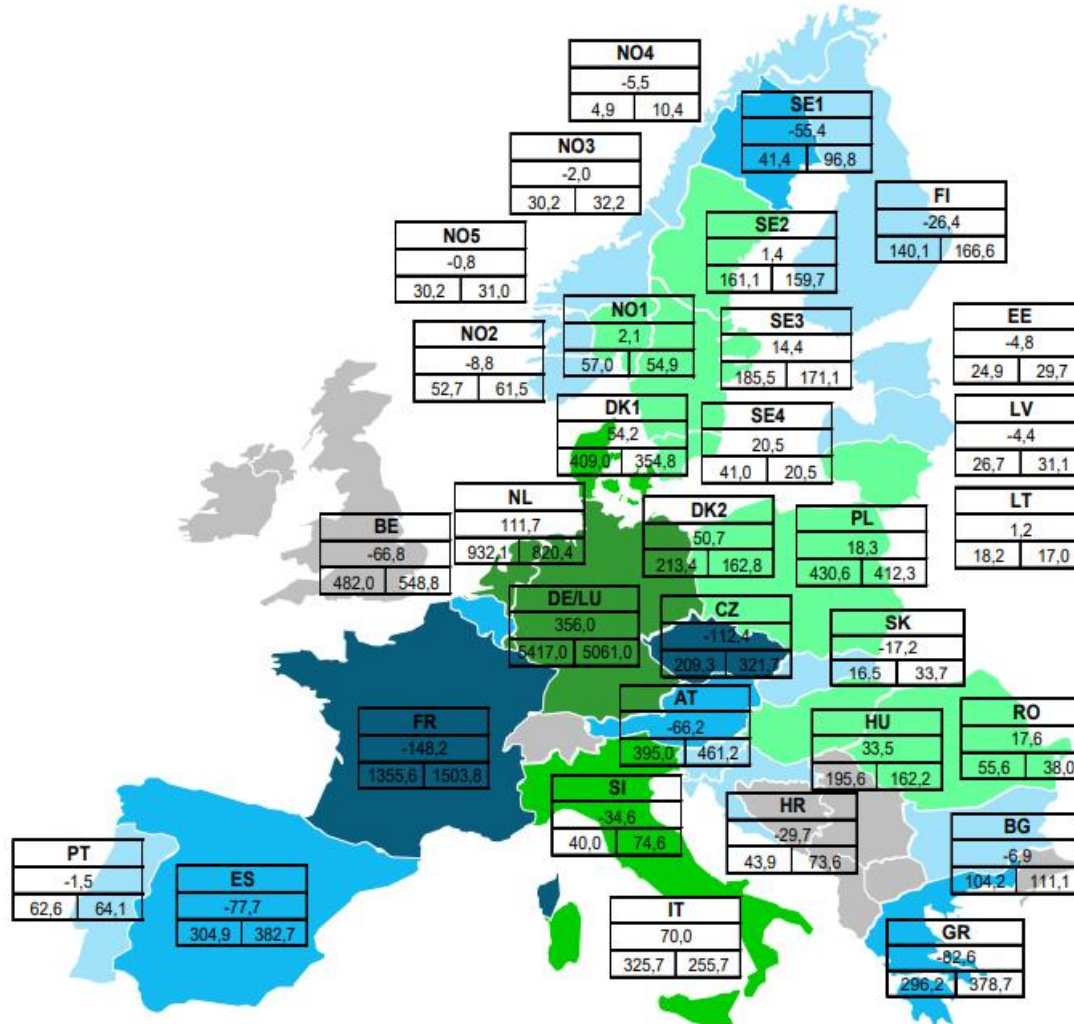 NO4
-5,5
4,9 10,4
SE1
-55,4
41,4 96,8
NO3
-2,0
30,2 32,2
FI
-26,4
140,1 166,6
NO5
-0,8
30,2 31,0
SE2
1,4
161,1 159,7
NO1
2,1
57,0 54,9
SE3
14,4
185,5 171,1
EE
-4,8
24,9 29,7
NO2
-8,8
52,7 61,5
DK1
54,2
409,0 354,8
SE4
20,5
41,0 20,5
LV
-4,4
26,7 31,1
NL
111,7
932,1 820,4
DK2
50,7
213,4 162,8
PL
18,3
430,6 412,3
LT
1,2
18,2 17,0
BE
-66,8
482,0 548,8
DE/LU
356,0
5417,0 5061,0
CZ
-112,4
209,3 321,7
SK
-17,2
16,5 33,7
AT
-66,2
395,0 461,2
FR
-148,2
1355,6 1503,8
HU
33,5
195,6 162,2
RO
17,6
55,6 38,0
SI
-34,6
40,0 74,6
HR
-29,7
43,9 73,6
BG
-6,9
104,2 111,1
PT
-1,5
62,6 64,1
ES
-77,7
304,9 382,7
IT
70,0
325,7 255,7
GR
-82,6
296,2 378,7